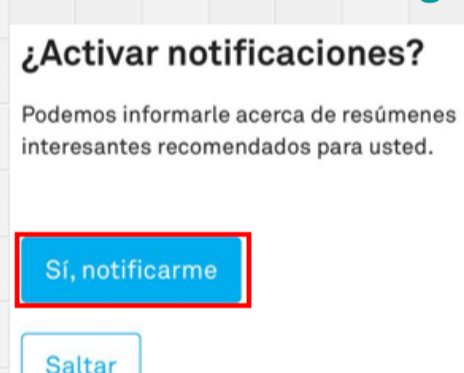 ¿Activar notificaciones?
Podemos informarle acerca de resúmenes
interesantes recomendados para usted.
Sí, notificarme
Saltar